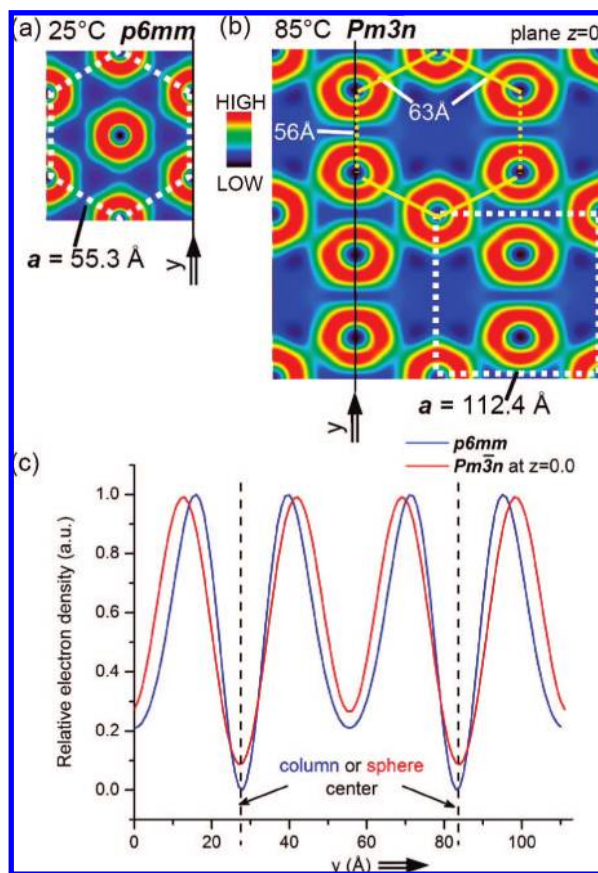 (a) 25°C p6mm
(b) 85°C Pm3n plane z=0
HIGH
LOW
56Å
63Å
a = 55.3 Å
y
a = 112.4 Å
y
(c)
p6mm
Pm3̅n at z=0.0
Relative electron density (a.u.)
1.0
0.8
0.6
0.4
0.2
0.0
column or sphere
center
0 20 40 60 80 100
y (Å)